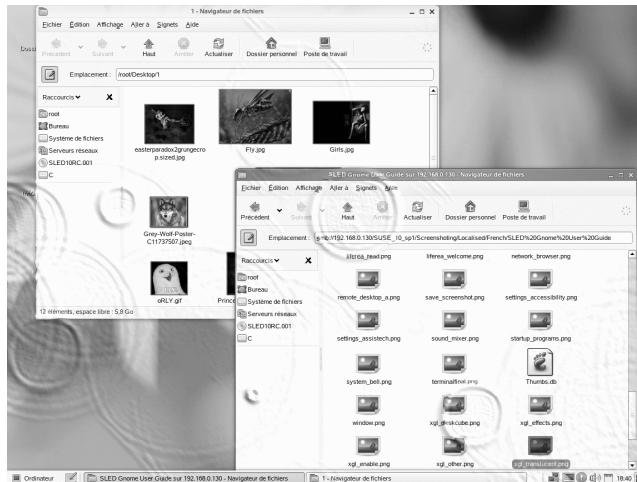 1 - Navigateur de fichiers
Fichier Édition Affichage Aller à Signets Aide
Précédent Suivant Haut Arrêter Actualiser Dossier personnel Poste de travail
Emplacement : /root/Desktop/1
Raccourcis
root
Bureau
Système de fichiers
Serveurs réseaux
SLED10RC.001
C
easterparadox2grungecro
p.sized.jpg
Fly.jpg
Girls.jpg
Grey-Wolf-Poster-
C11737507.jpeg
oRLY.gif
12 éléments, espace libre : 5,8 Go
SLED Gnome User Guide sur 192.168.0.130 - Navigateur de fichiers
Fichier Édition Affichage Aller à Signets Aide
Précédent Suivant Haut Arrêter Actualiser Dossier personnel Poste de travail
Emplacement : smb://192.168.0.130/SUSE_10_sp1/Screenshoting/Localised/French/SLED%20Gnome%20User%20Guide
Raccourcis
root
Bureau
Système de fichiers
Serveurs réseaux
SLED10RC.001
C
liferea_head.png liferea_welcome.png network_browser.png
remote_desktop_a.png save_screenshot.png settings_accessibility.png
settings_assistech.png sound_mixer.png startup_programs.png
system_bell.png terminalfinal.png Thumbs.db
window.png xgl_deskcube.png xgl_effects.png
xgl_enable.png xgl_other.png xgl_translucent.png
Ordinateur SLED Gnome User Guide sur 192.168.0.130 - Navigateur de fichiers 1 - Navigateur de fichiers 18:40